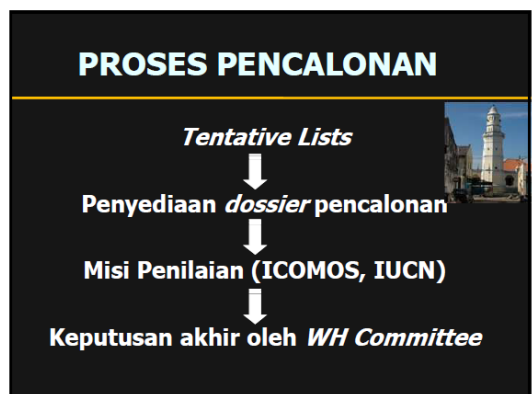 PROSES PENCALONAN
Tentative Lists
Penyediaan dossier pencalonan
Misi Penilaian (ICOMOS, IUCN)
Keputusan akhir oleh WH Committee